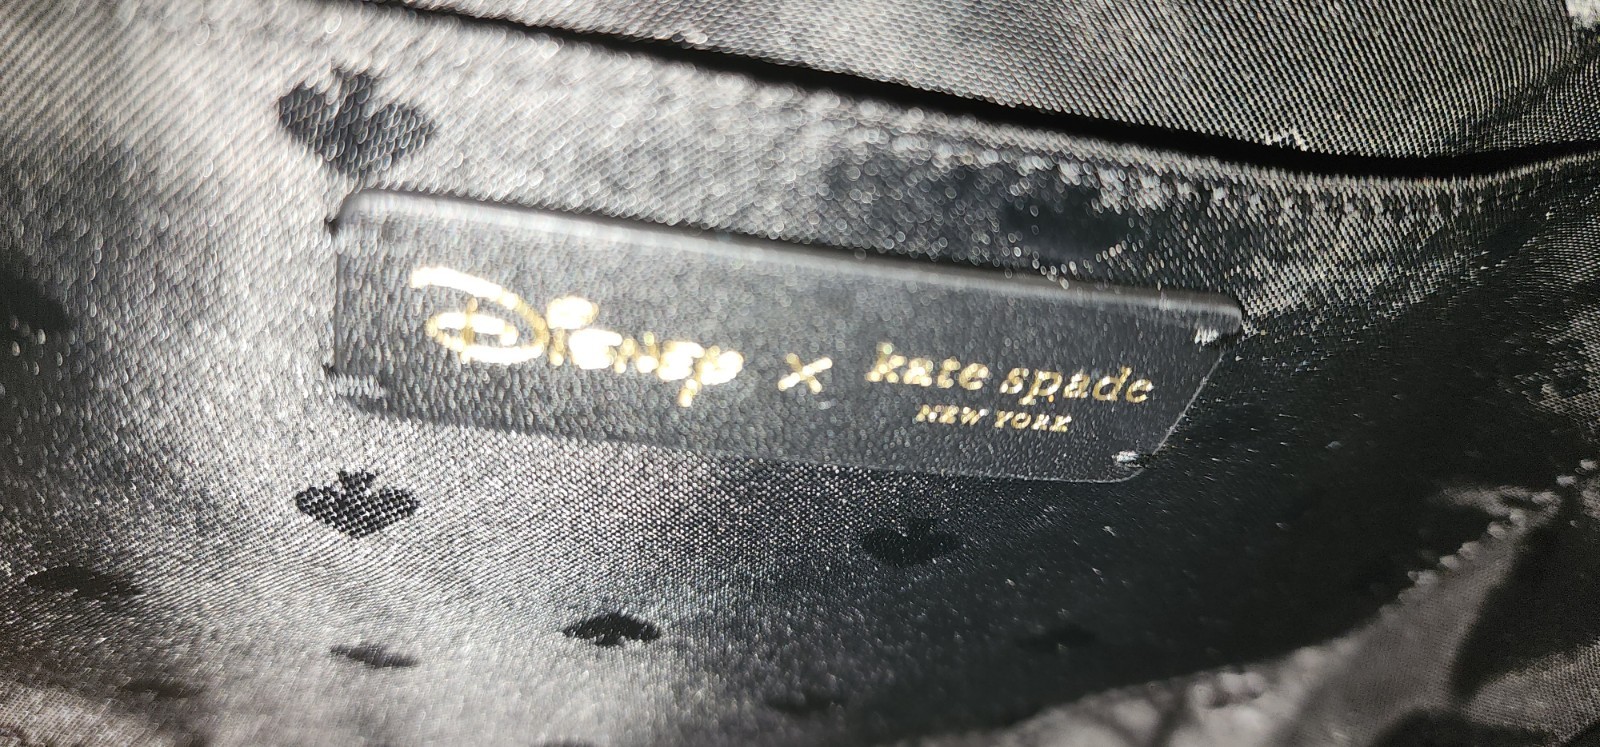 Disney x kate spade
NEW YORK